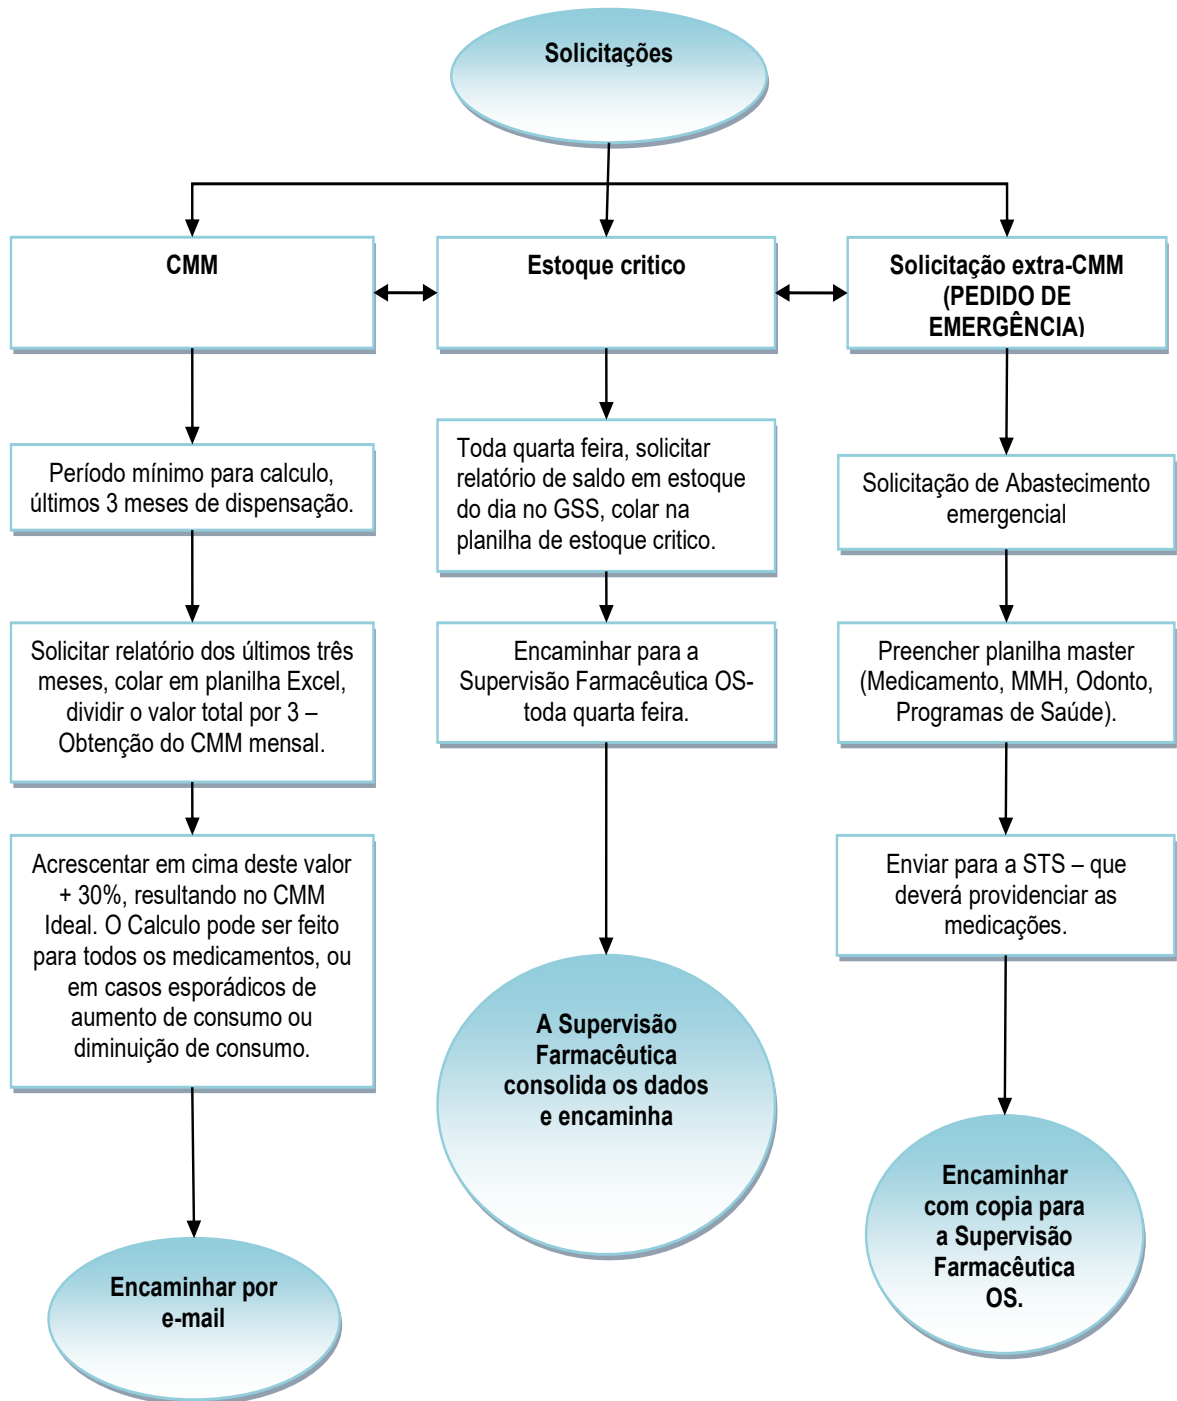 Solicitações
CMM
Estoque critico
Solicitação extra-CMM
(PEDIDO DE
EMERGÊNCIA)
Período mínimo para calculo,
últimos 3 meses de dispensação.
Solicitar relatório dos últimos três
meses, colar em planilha Excel,
dividir o valor total por 3 –
Obtenção do CMM mensal.
Acrescentar em cima deste valor
+ 30%, resultando no CMM
Ideal. O Calculo pode ser feito
para todos os medicamentos, ou
em casos esporádicos de
aumento de consumo ou
diminuição de consumo.
Encaminhar por
e-mail
Toda quarta feira, solicitar
relatório de saldo em estoque
do dia no GSS, colar na
planilha de estoque critico.
Encaminhar para a
Supervisão Farmacêutica OS-
toda quarta feira.
A Supervisão
Farmacêutica
consolida os dados
e encaminha
Solicitação de Abastecimento
emergencial
Preencher planilha master
(Medicamento, MMH, Odonto,
Programas de Saúde).
Enviar para a STS – que
deverá providenciar as
medicações.
Encaminhar
com copia para
a Supervisão
Farmacêutica
OS.